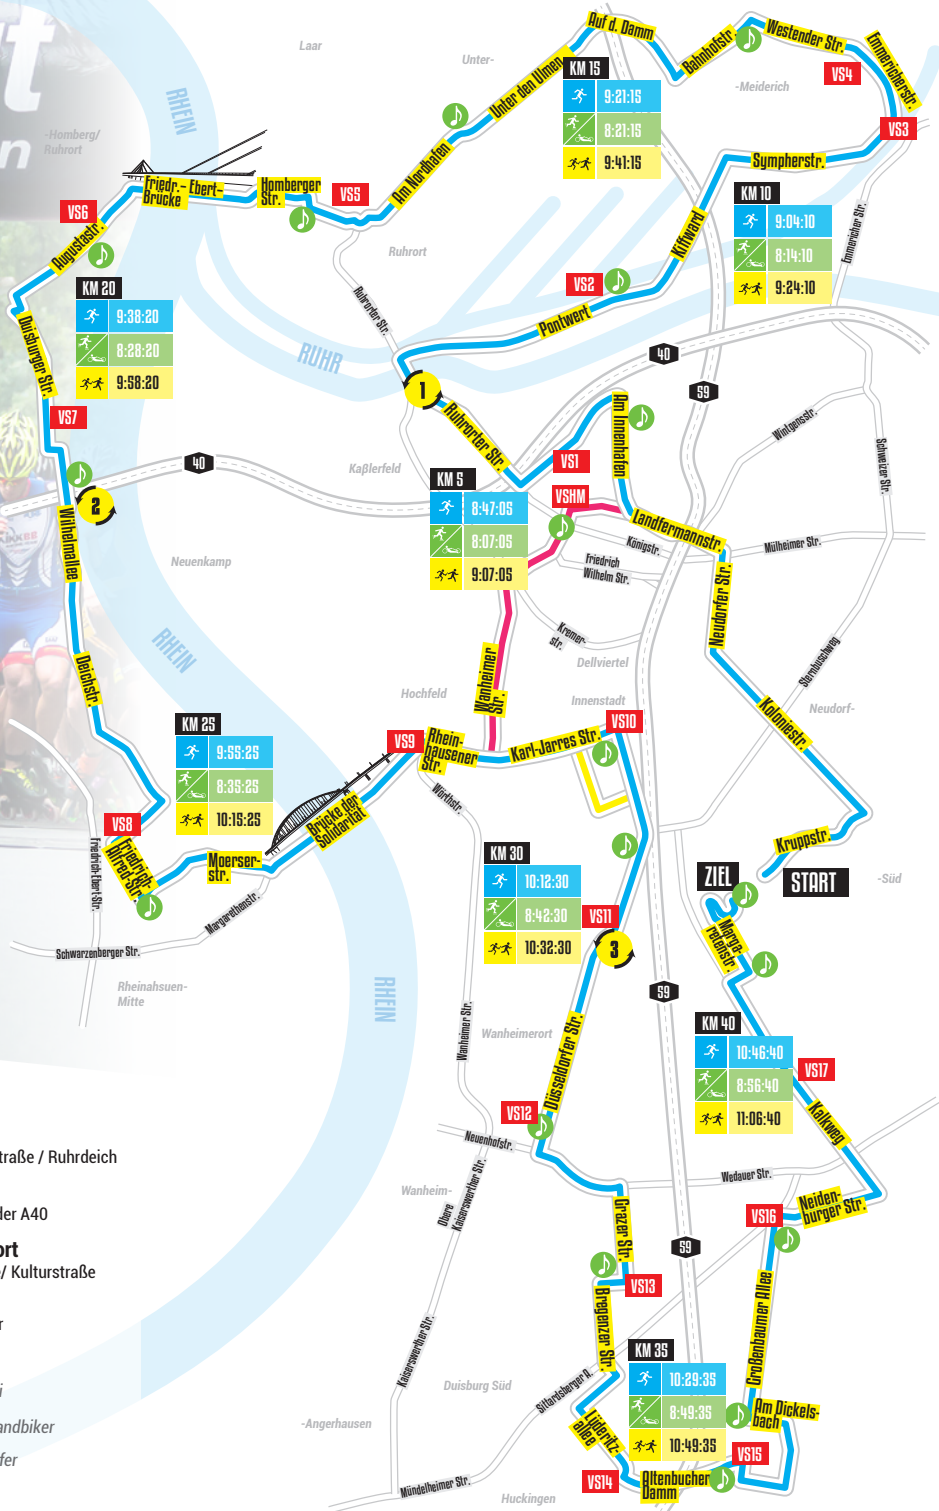 Laar
Unter-
-Meiderich
-Homberg/
Ruhrort
RHEIN
Auf d. Damm
Bahnhofstr.
Westender Str.
Emmericherstr.
VS4
VS3
KM 15
9:21:15
8:21:15
9:41:15
Unter den Ulmen
Am Nordhafen
Sympherstr.
KM 10
9:04:10
8:14:10
9:24:10
Emmericher Str.
Friedr.- Ebert-
Brücke
Homberger
Str.
VS5
VS6
Augustastr.
Ruhrort
Kiffward
VS2
Pontwert
KM 20
9:38:20
8:28:20
9:58:20
Ruhrorter Str.
RUHR
Duisburger Str.
VS7
40
59
1
Ruhrorter Str.
Am Innenhafen
Wintgensstr.
Schweizer Str.
Kaßlerfeld
VS1
VSHM
40
2
KM 5
8:47:05
8:07:05
9:07:05
Landfermannstr.
Königstr.
Friedrich
Wilhelm Str.
Mülheimer Str.
Wilhelmallee
Neuenkamp
Neudorfer Str.
Kremer-
str.
Dellviertel
Sternbuschweg
RHEIN
Deichstr.
Wanheimer
Str.
Hochfeld
Innenstadt
Neudorf-
Koloniestr.
KM 25
9:55:25
8:35:25
10:15:25
VS9
Rhein-
hausener
Str.
Karl-Jarres Str.
VS10
Wörthstr.
Brücke der
Solidarität
VS8
Friedrich-
Alfred-Str.
Friedrich-Ebert-Str.
Moerser-
str.
Margarethenstr.
Schwarzenberger Str.
Kruppstr.
START
ZIEL
-Süd
KM 30
10:12:30
8:42:30
10:32:30
VS11
3
Marga-
retenstr.
59
Rheinahsuen-
Mitte
RHEIN
Wanheimer Str.
Wanheimerort
Düsseldorfer Str.
KM 40
10:46:40
8:56:40
11:06:40
VS17
Kalkweg
VS12
Neuenhofstr.
Wedauer Str.
Wanheim-
Obere
Kaiserswerther Str.
Neiden-
burger Str.
VS16
Grazer Str.
59
VS13
Bregenzer Str.
Großenbaumer Allee
Kaiserswerther Str.
KM 35
10:29:35
8:49:35
10:49:35
Duisburg Süd
Sittardsberger A.
-Angerhausen
Lüderitz-
allee
Am Dickels-
bach
VS15
VS14
Altenbucher
Damm
Mündelheimer Str.
Huckingen
traße / Ruhrdeich
der A40
ort
/ Kulturstraße
r
i
andbiker
fer